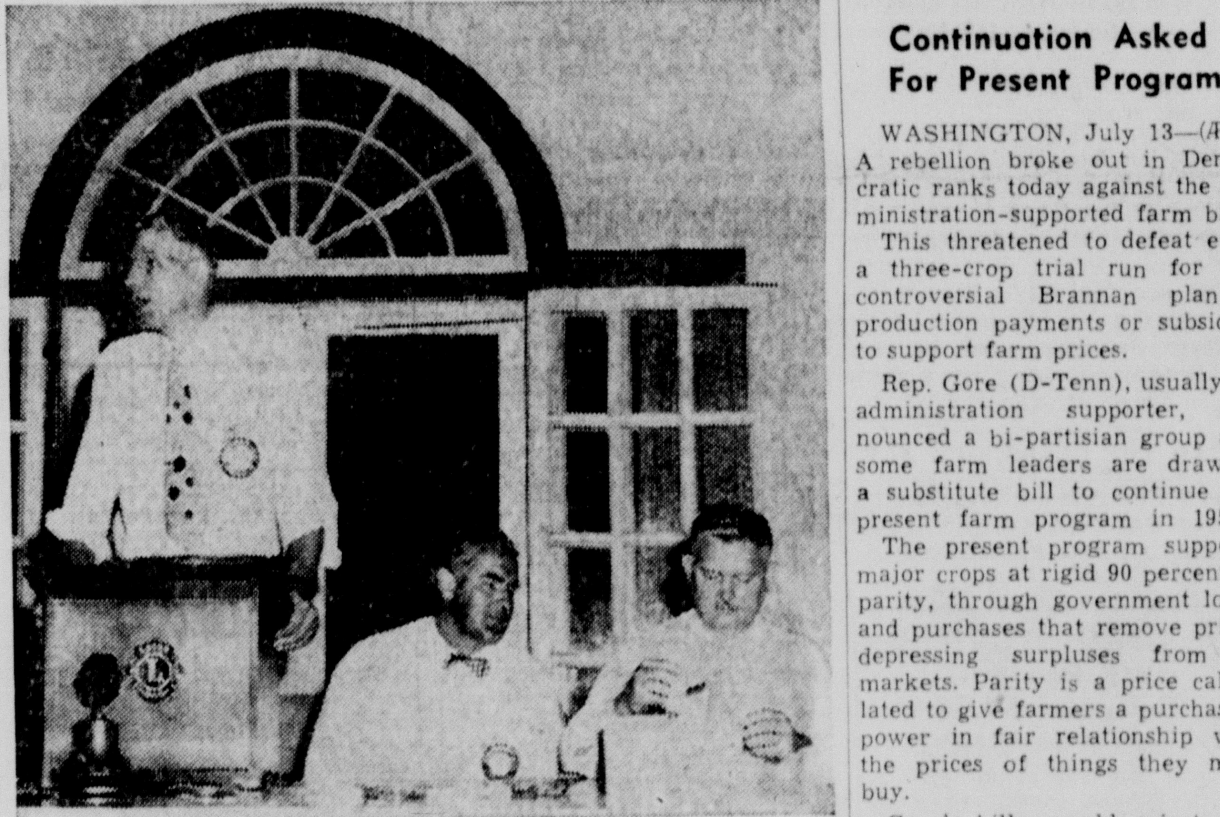 L
Continuation Asked
For Present Program
WASHINGTON, July 13—(
A rebellion broke out in Dem
cratic ranks today against the
ministration-supported farm b
This threatened to defeat e
a three-crop trial run for
controversial Brannan plan
production payments or subsid
to support farm prices.
Rep. Gore (D-Tenn), usually
administration supporter,
nounced a bi-partisian group
some farm leaders are draw
a substitute bill to continue
present farm program in 19
The present program suppo
major crops at rigid 90 percent
parity, through government lo
and purchases that remove pr
depressing surpluses from
markets. Parity is a price cal
lated to give farmers a purchas
power in fair relationship
the prices of things they m
buy.